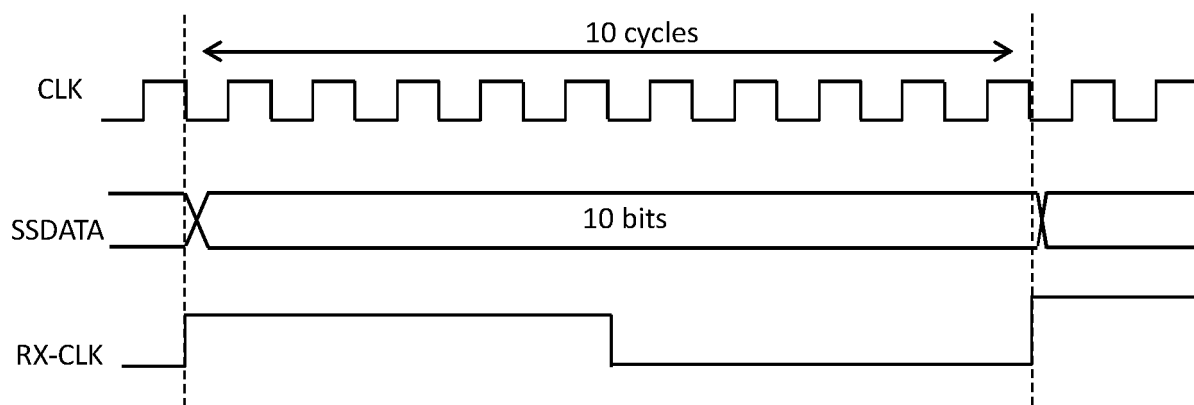 10 cycles
CLK
SSDATA
10 bits
RX-CLK